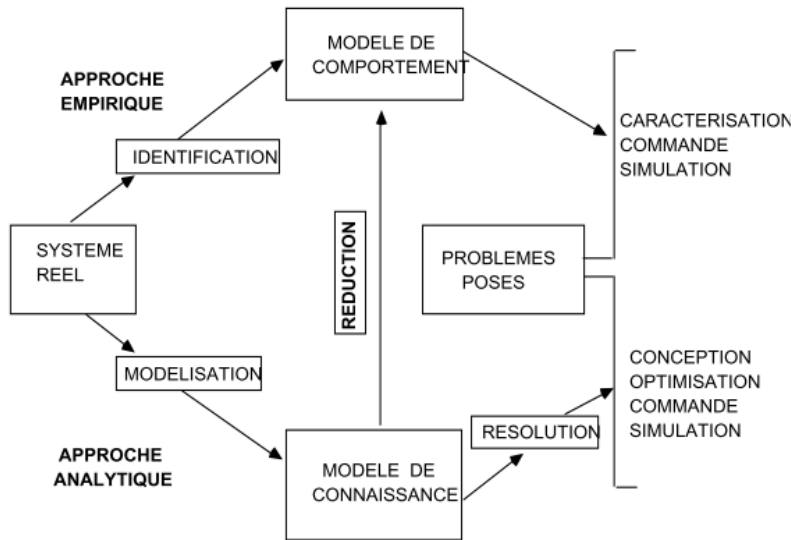 MODELE DE
COMPORTEMENT
APPROCHE
EMPIRIQUE
IDENTIFICATION
CARACTERISATION
COMMANDE
SIMULATION
SYSTEME
REEL
REDUCTION
PROBLEMES
POSES
MODELISATION
CONCEPTION
OPTIMISATION
COMMANDE
SIMULATION
RESOLUTION
APPROCHE
ANALYTIQUE
MODELE DE
CONNAISSANCE